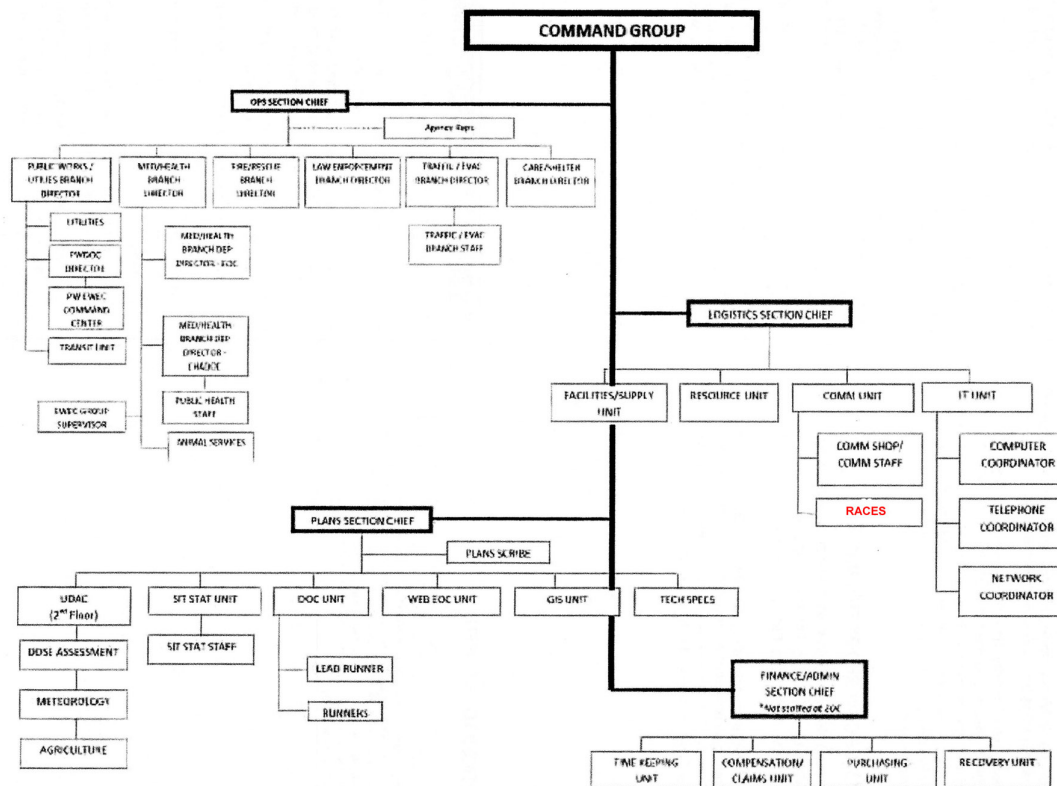 COMMAND GROUP
OPS SECTION CHIEF
Agency Reps
PUBLIC WORKS /
UTILITIES BRANCH
DIRECTOR
MED/HEALTH
BRANCH
DIRECTOR
FIRE/RESCUE
BRANCH
DIRECTOR
LAW ENFORCEMENT
BRANCH DIRECTOR
TRAFFIC / EVAC
BRANCH DIRECTOR
CARE/SHELTER
BRANCH DIRECTOR
UTILITIES
PWDOC
DIRECTOR
PW EWEC
COMMAND
CENTER
TRANSIT UNIT
MED/HEALTH
BRANCH DEP
DIRECTOR - EOC
TRAFFIC / EVAC
BRANCH STAFF
MED/HEALTH
BRANCH DEP
DIRECTOR -
PUBLIC HEALTH
STAFF
EWEC GROUP
SUPERVISOR
ANIMAL SERVICES
LOGISTICS SECTION CHIEF
FACILITIES/SUPPLY
UNIT
RESOURCE UNIT
COMM UNIT
IT UNIT
COMM SHOP/
COMM STAFF
RACES
COMPUTER
COORDINATOR
TELEPHONE
COORDINATOR
NETWORK
COORDINATOR
PLANS SECTION CHIEF
PLANS SCRIBE
UDAC
(2nd Floor)
SIT STAT UNIT
DOC UNIT
WEB EOC UNIT
GIS UNIT
TECH SPECS
DOSE ASSESSMENT
METEOROLOGY
AGRICULTURE
SIT STAT STAFF
LEAD RUNNER
RUNNERS
FINANCE/ADMIN
SECTION CHIEF
*Not staffed at EOC
TIME KEEPING
UNIT
COMPENSATION/
CLAIMS UNIT
PURCHASING
UNIT
RECOVERY UNIT